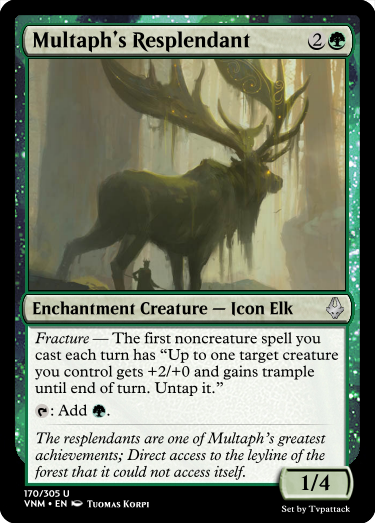 Multaph's Resplendant 2
Enchantment Creature — Icon Elk
Fracture — The first noncreature spell you
cast each turn has “Up to one target creature
you control gets +2/+0 and gains trample
until end of turn. Untap it.”
: Add .
The resplendants are one of Multaph's greatest
achievements; Direct access to the leyline of
the forest that it could not access itself.
1/4
170/305 U
VNM • EN Tuomas Korpi
Set by Tvpattack